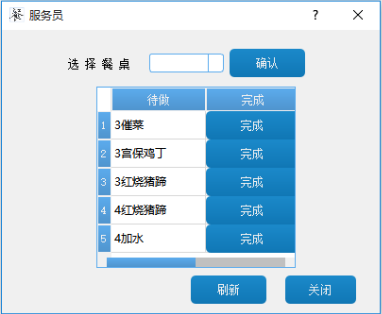 服务员
选择餐桌 确认
待做 完成
1 3催菜 完成
2 3宫保鸡丁 完成
3 3红烧猪蹄 完成
4 4红烧猪蹄 完成
5 4加水 完成
刷新 关闭